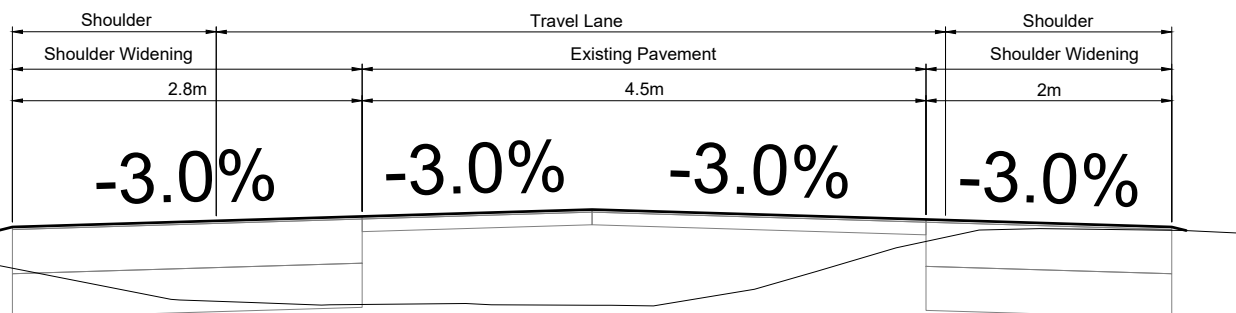 Shoulder Travel Lane Shoulder
Shoulder Widening Existing Pavement Shoulder Widening
2.8m 4.5m 2m
-3.0% -3.0% -3.0% -3.0%